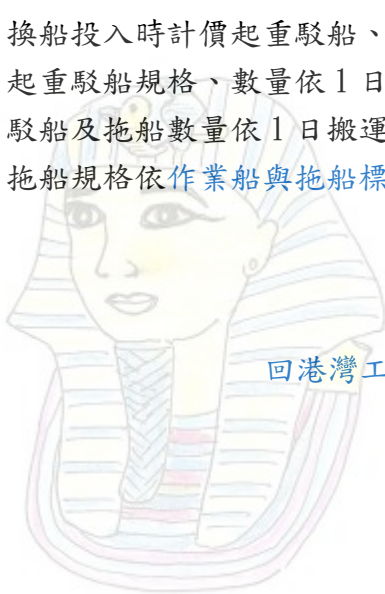 換船投入時計價起重駁船、
起重駁船規格、數量依 1 日
駁船及拖船數量依 1 日搬運
拖船規格依作業船與拖船標
回港灣工